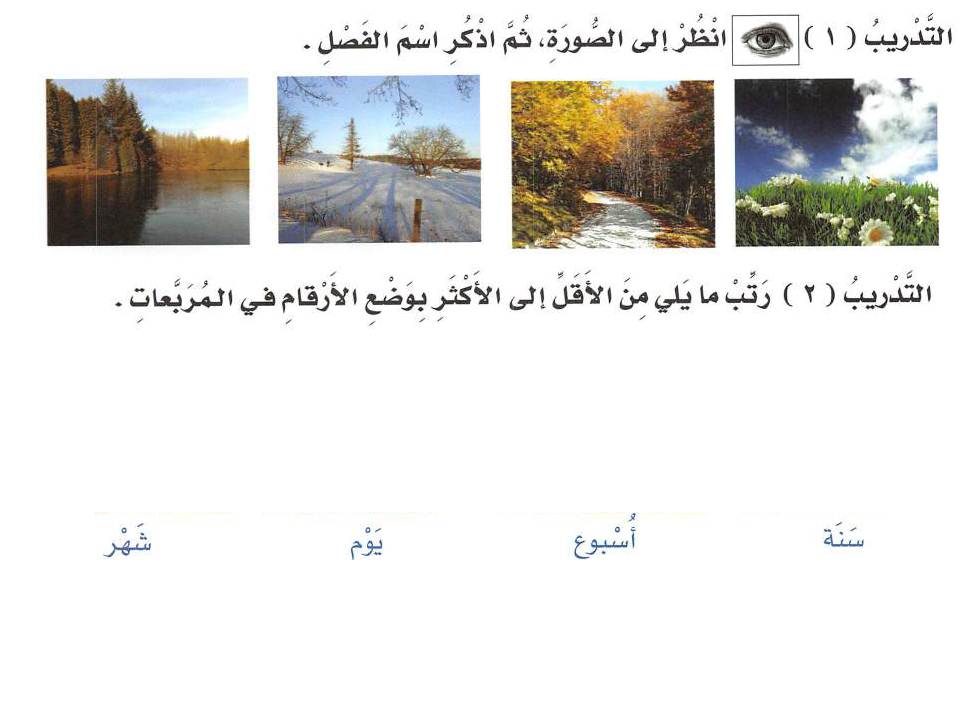 التَّدْريبُ ( ١ ) انْظُرْ إلى الصُّورَةِ، ثُمَّ اذْكُرِ اسْمَ الفَصْلِ .
التَّدْريبُ ( ٢ ) رَتِّبْ ما يَلي مِنَ الأَقَلِّ إلى الأَكْثَرِ بِوَضْعِ الأَرْقامِ في المُرَبَّعاتِ .
سَنَة أُسْبوع يَوْم شَهْر